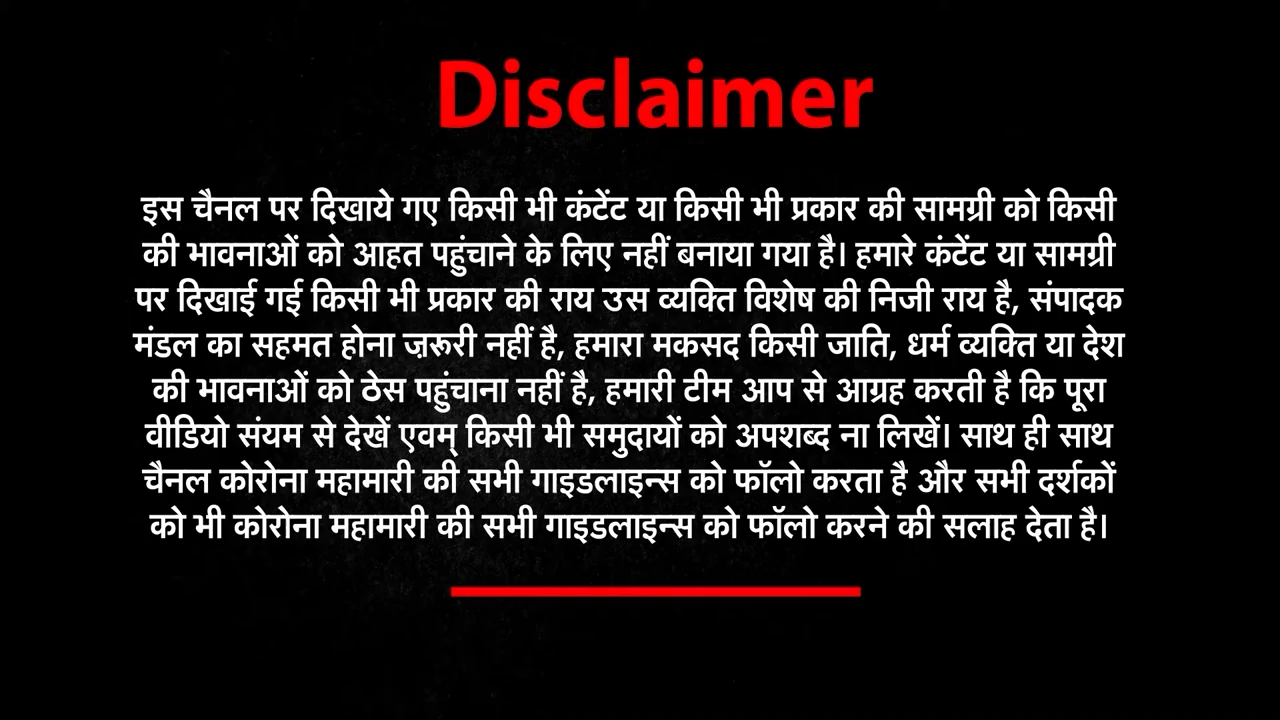 Disclaimer
इस चैनल पर दिखाये गए किसी भी कंटेंट या किसी भी प्रकार की सामग्री को किसी
की भावनाओं को आहत पहुंचाने के लिए नहीं बनाया गया है। हमारे कंटेंट या सामग्री
पर दिखाई गई किसी भी प्रकार की राय उस व्यक्ति विशेष की निजी राय है, संपादक
मंडल का सहमत होना ज़रूरी नहीं है, हमारा मकसद किसी जाति, धर्म व्यक्ति या देश
की भावनाओं को ठेस पहुंचाना नहीं है, हमारी टीम आप से आग्रह करती है कि पूरा
वीडियो संयम से देखें एवम् किसी भी समुदायों को अपशब्द ना लिखें। साथ ही साथ
चैनल कोरोना महामारी की सभी गाइडलाइन्स को फॉलो करता है और सभी दर्शकों
को भी कोरोना महामारी की सभी गाइडलाइन्स को फॉलो करने की सलाह देता है।